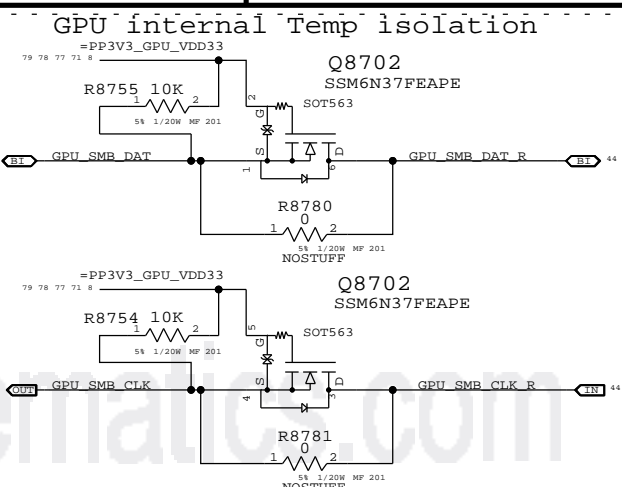 GPU internal Temp isolation
=PP3V3_GPU_VDD33
79 78 77 71 8
Q8702
SSM6N37FEAPE
R8755 10K
1 2
5% 1/20W MF 201
2
G
SOT563
BI
GPU_SMB_DAT
S
D
1
6
GPU_SMB_DAT_R
BI
44
R8780
0
1 2
5% 1/20W MF 201
NOSTUFF
=PP3V3_GPU_VDD33
79 78 77 71 8
Q8702
SSM6N37FEAPE
R8754 10K
1 2
5% 1/20W MF 201
5
G
SOT563
OUT
GPU_SMB_CLK
S
D
4
3
GPU_SMB_CLK_R
IN
44
R8781
0
1 2
5% 1/20W MF 201
NOSTUFF
ematics.com